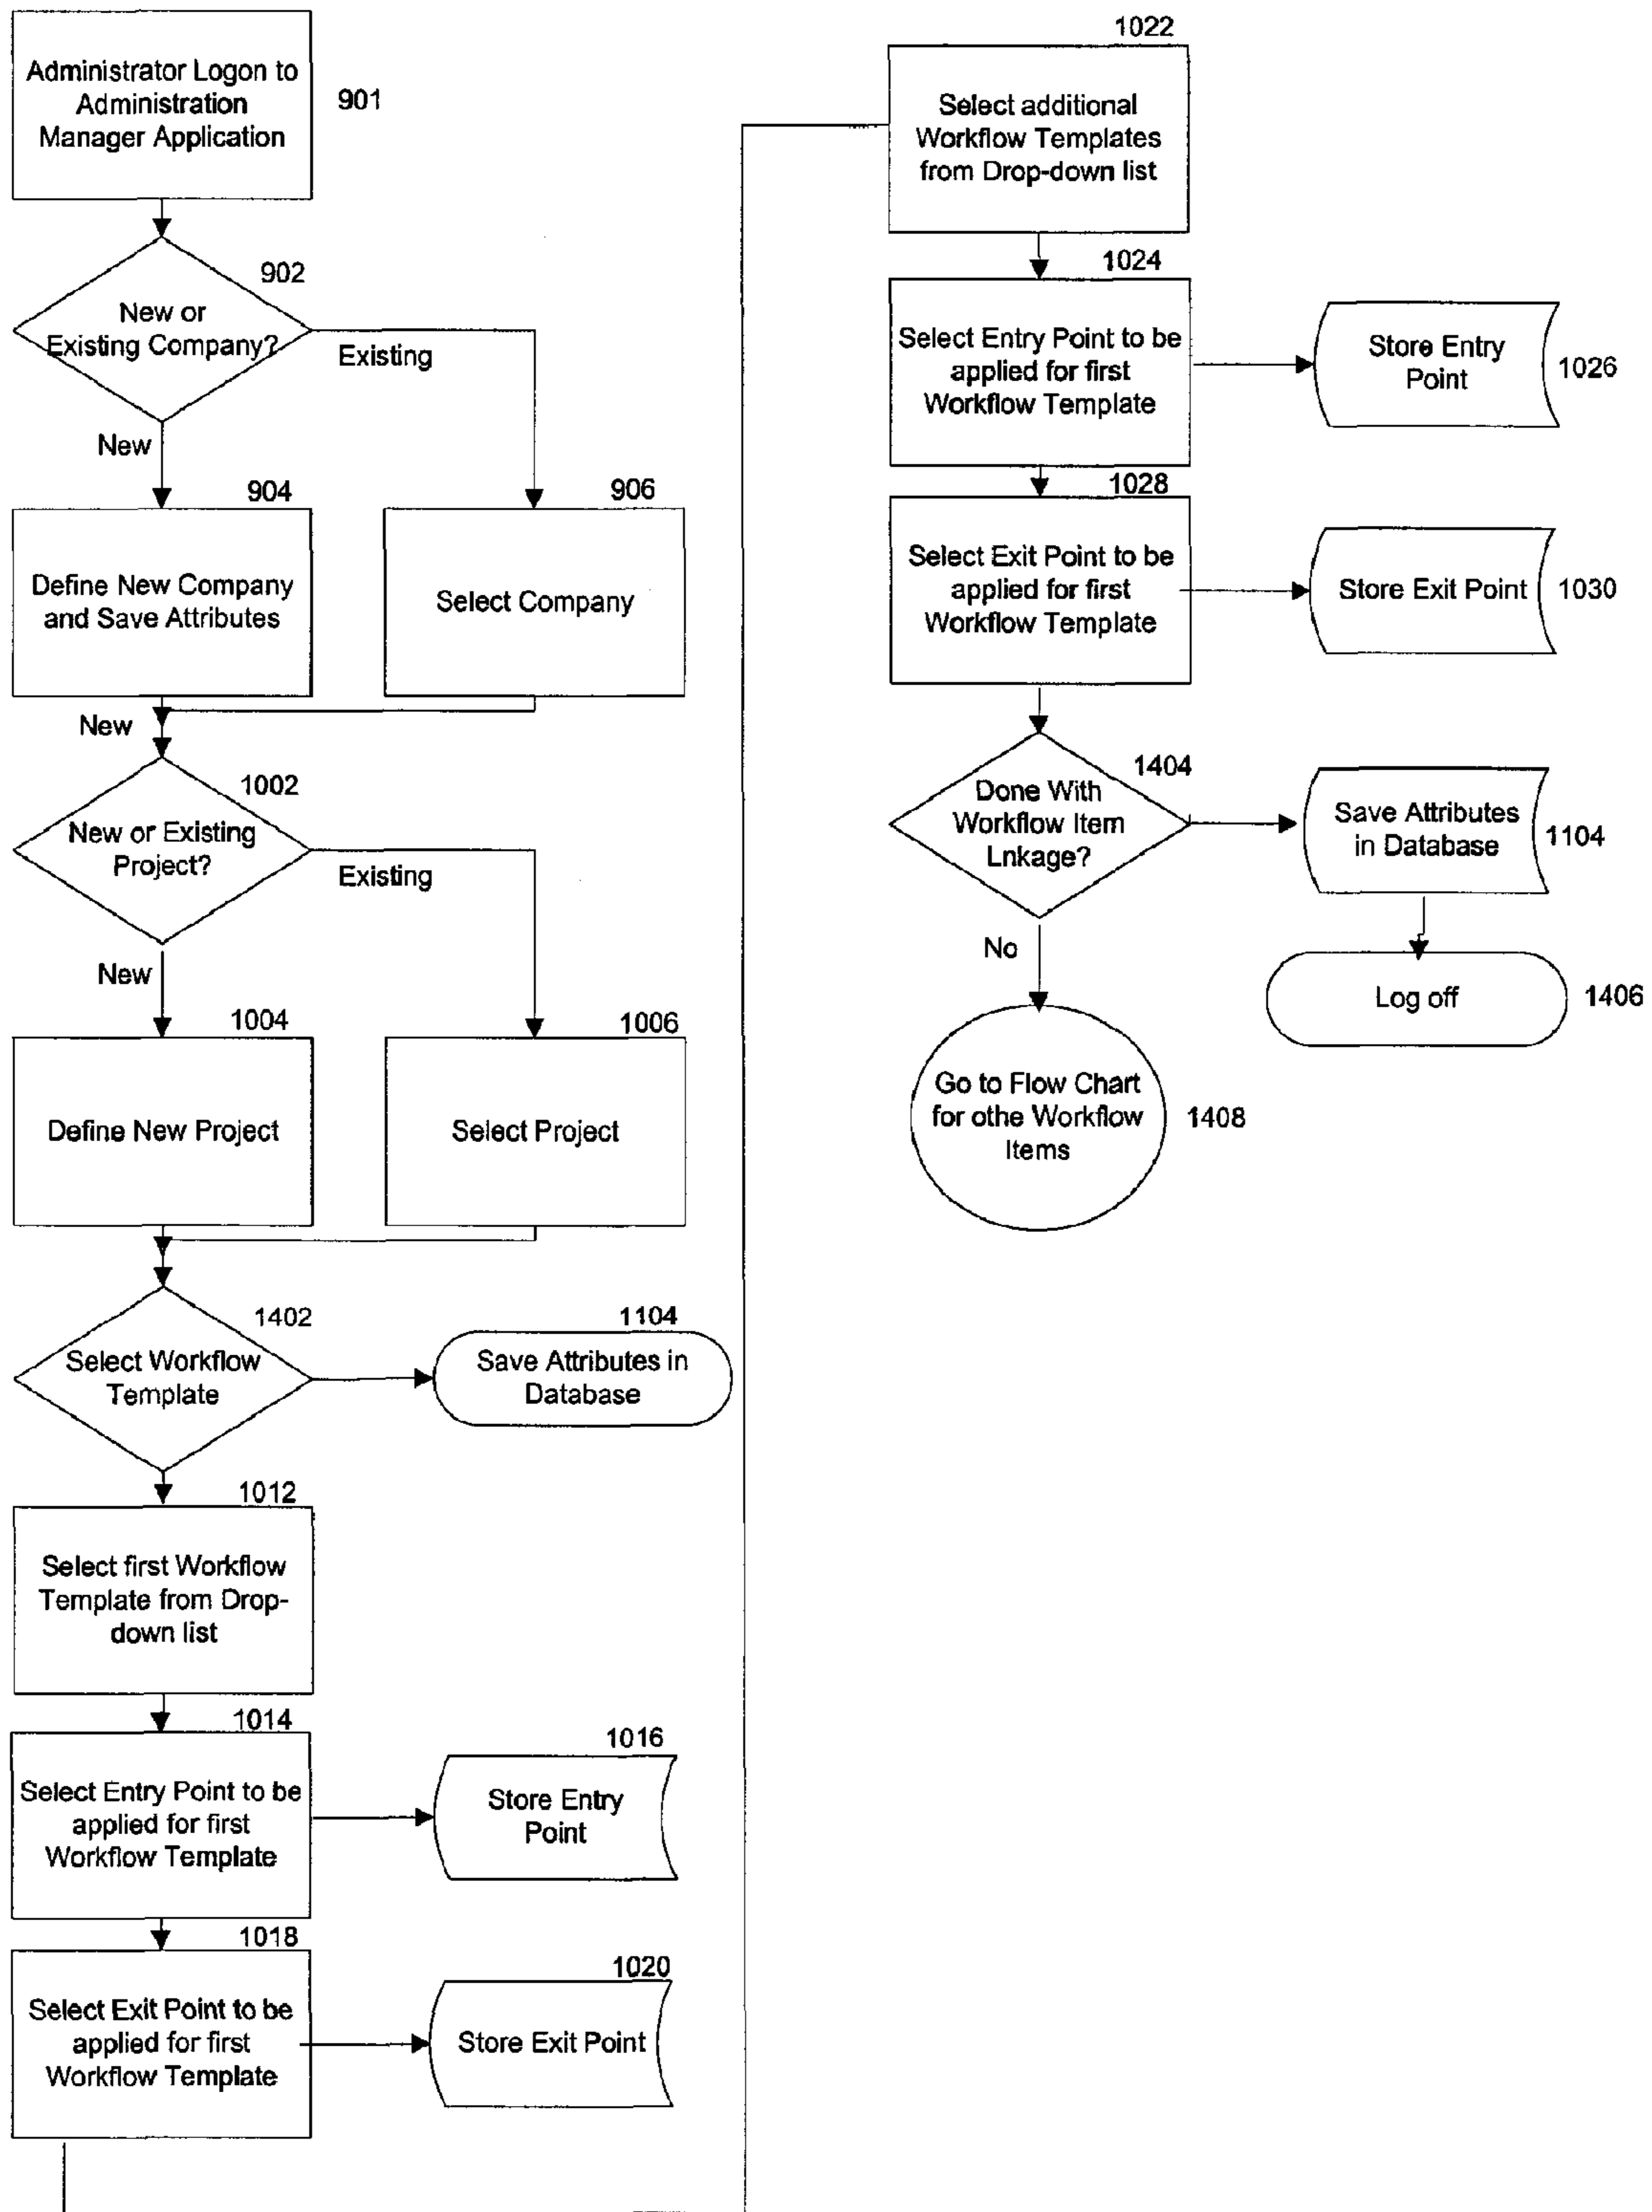 Administrator Logon to
Administration
Manager Application
901
902
New or
Existing Company?
Existing
New
904
Define New Company
and Save Attributes
906
Select Company
New
1002
New or Existing
Project?
Existing
New
1004
Define New Project
1006
Select Project
1402
Select Workflow
Template
1104
Save Attributes in
Database
1012
Select first Workflow
Template from Drop-
down list
1014
Select Entry Point to be
applied for first
Workflow Template
1016
Store Entry
Point
1018
Select Exit Point to be
applied for first
Workflow Template
1020
Store Exit Point
1022
Select additional
Workflow Templates
from Drop-down list
1024
Select Entry Point to be
applied for first
Workflow Template
Store Entry
Point
1026
1028
Select Exit Point to be
applied for first
Workflow Template
Store Exit Point
1030
1404
Done With
Workflow Item
Lnkage?
Save Attributes
in Database
1104
No
Log off
1406
Go to Flow Chart
for othe Workflow
Items
1408